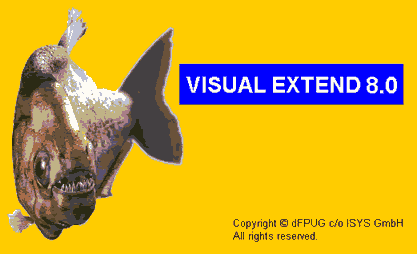 VISUAL EXTEND 8.0
Copyright © dFPUG c/o ISYS GmbH
All rights reserved.